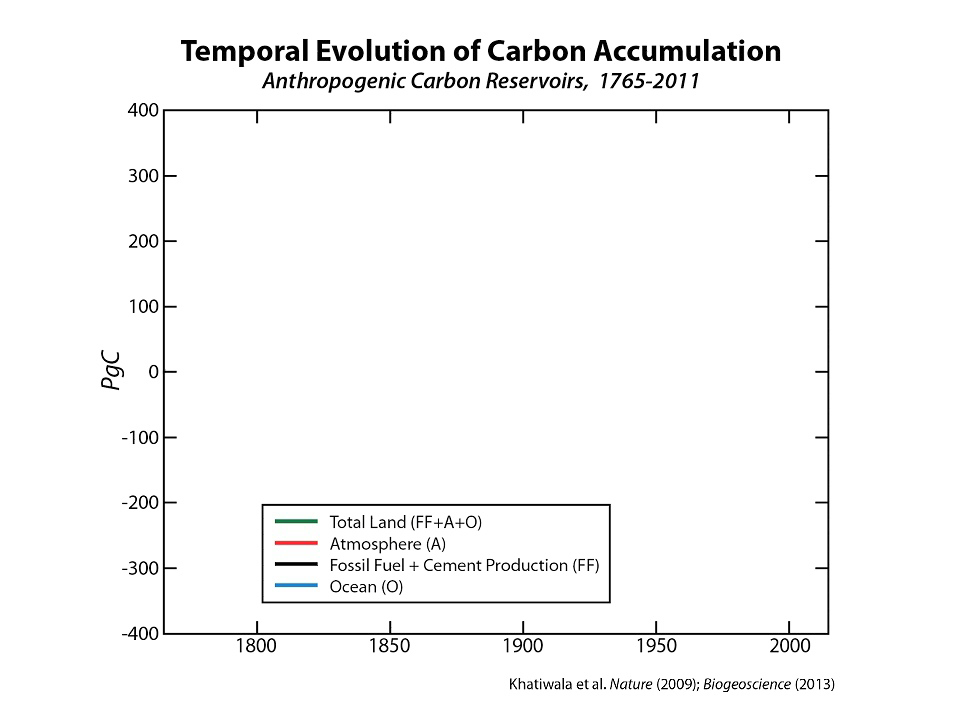 Temporal Evolution of Carbon Accumulation
Anthropogenic Carbon Reservoirs, 1765-2011
400
300
200
100
0
-100
-200
-300
-400
PgC
Total Land (FF+A+O)
Atmosphere (A)
Fossil Fuel + Cement Production (FF)
Ocean (O)
1800 1850 1900 1950 2000
Khatiwala et al. Nature (2009); Biogeoscience (2013)